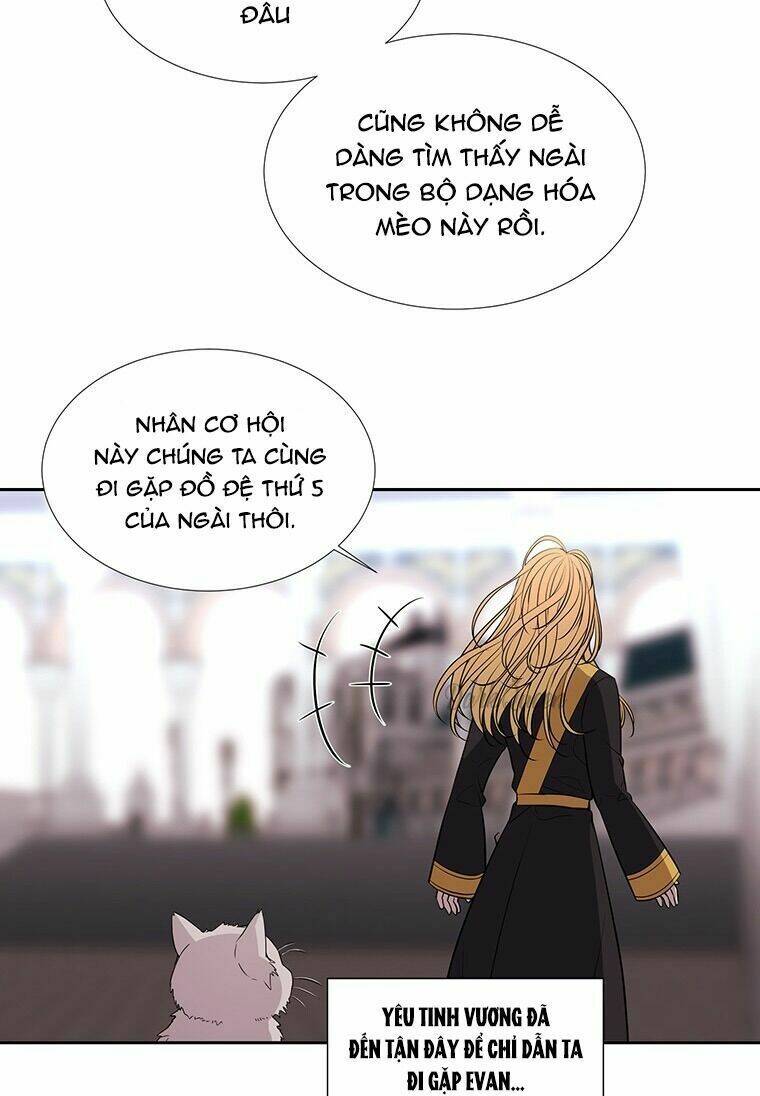 ĐÂU
CŨNG KHÔNG DỄ
DÀNG TÌM THẤY NGÀI
TRONG BỘ DẠNG HÓA
MÈO NÀY RỒI.
NHÂN CƠ HỘI
NÀY CHÚNG TA CÙNG
ĐI GẶP ĐỒ ĐỆ THỨ 5
CỦA NGÀI THÔI.
YÊU TINH VƯƠNG ĐÃ
ĐẾN TẬN ĐÂY ĐỂ CHỈ DẪN TA
ĐI GẶP EVAN...